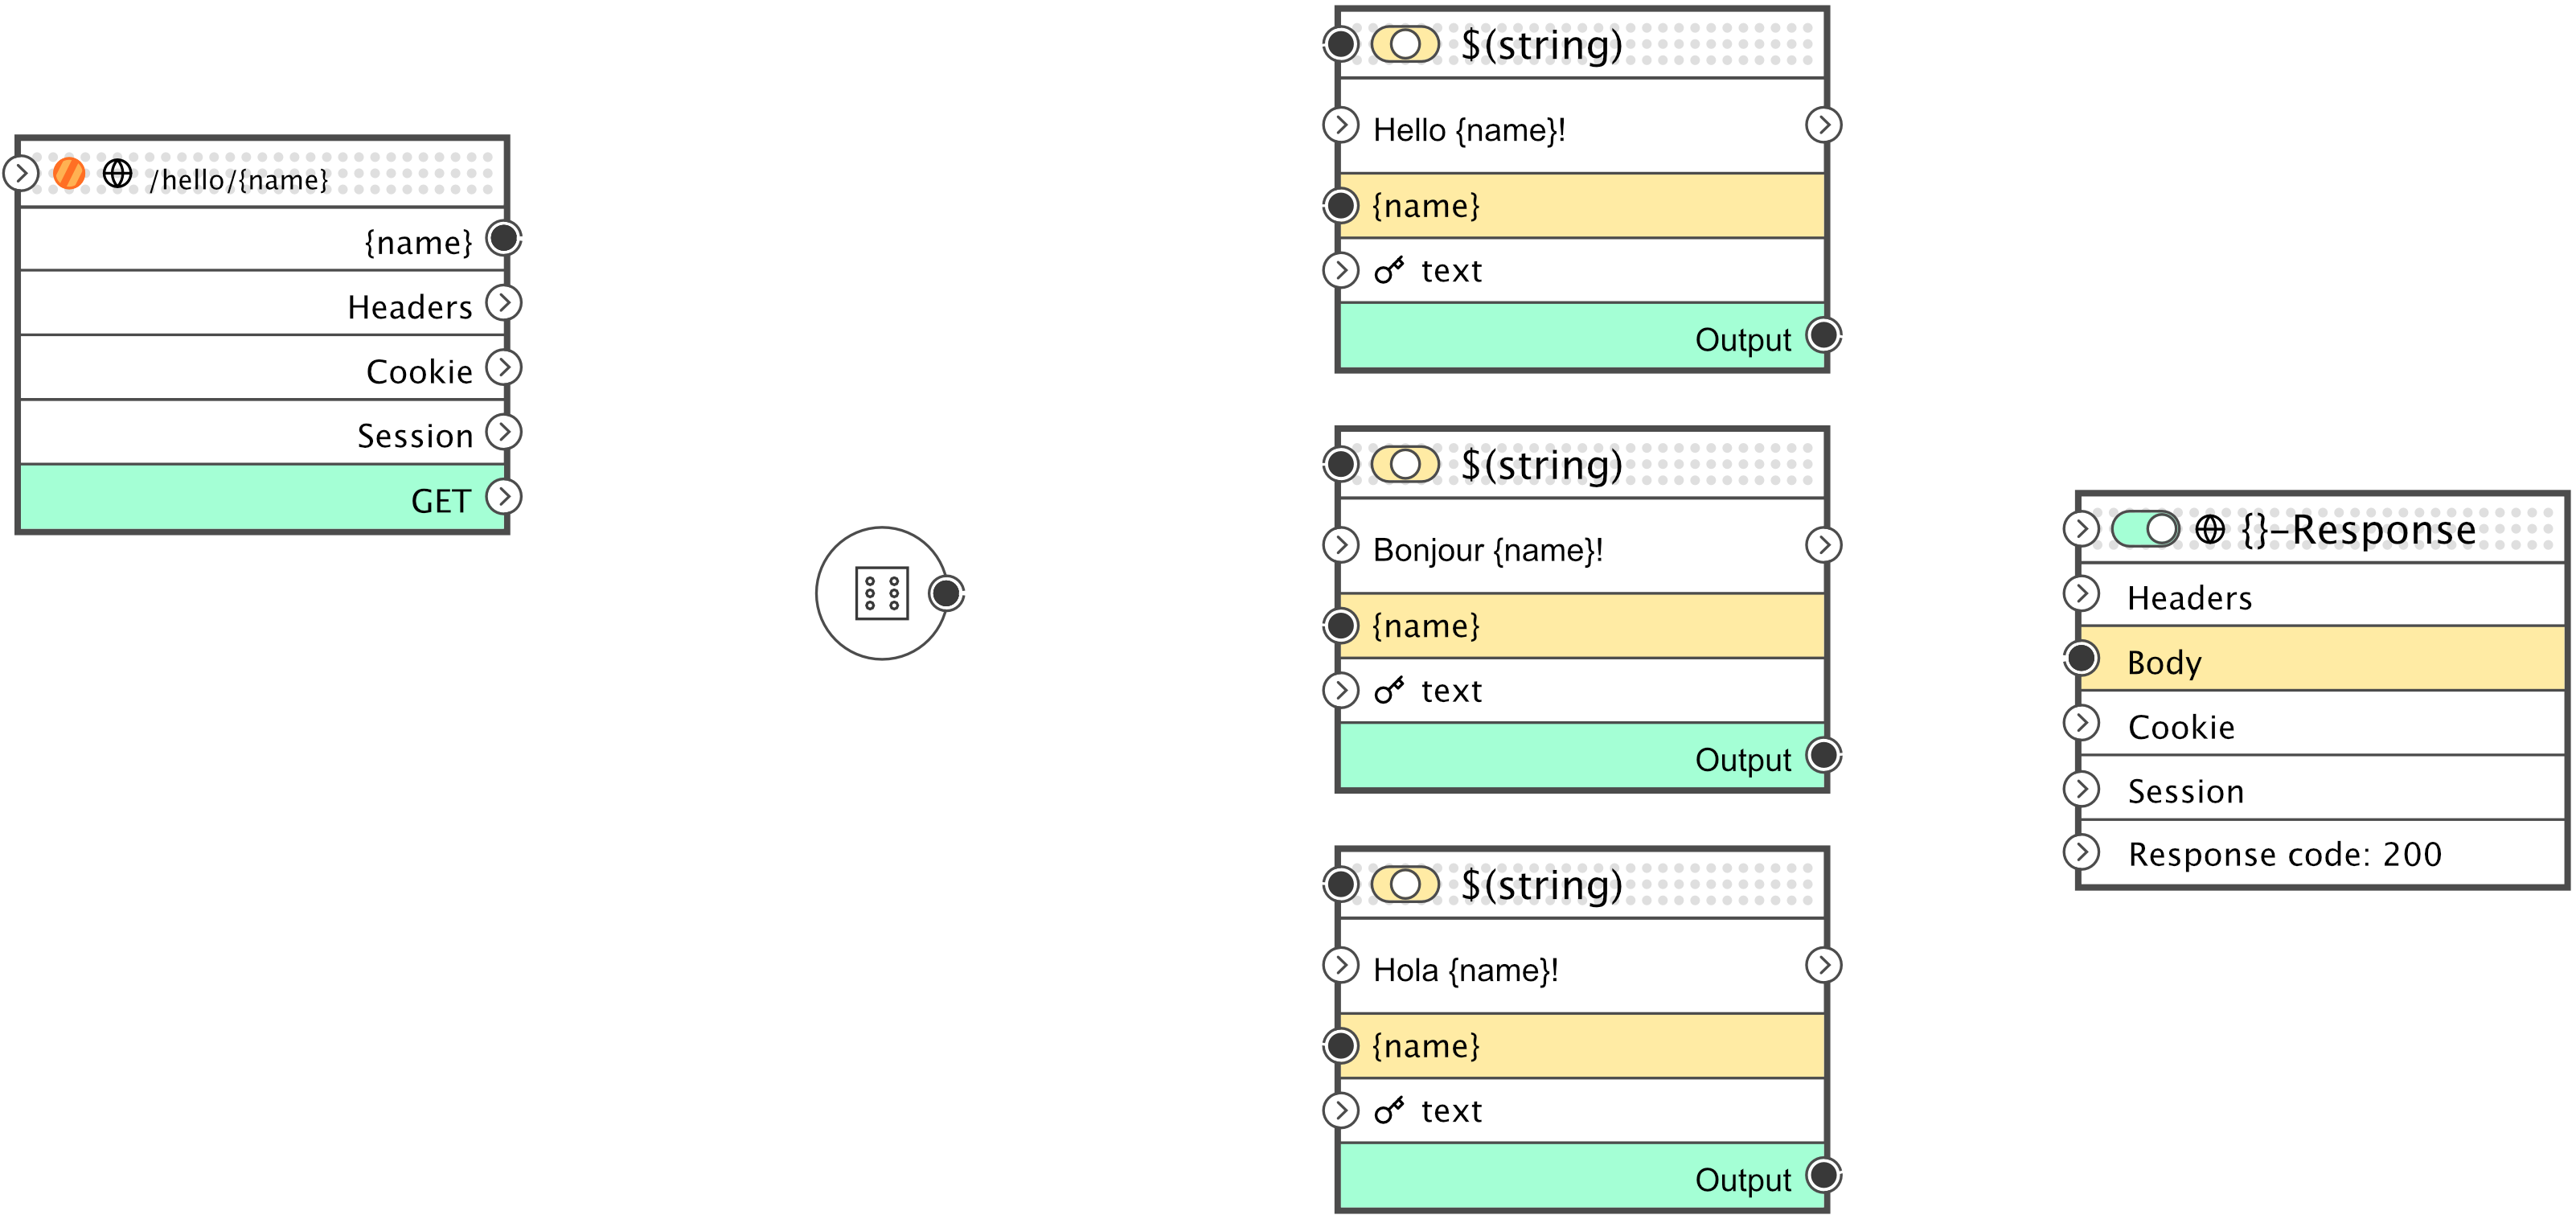 /hello/{name}
{name}
Headers
Cookie
Session
GET
$(string)
Hello {name}!
{name}
text
Output
$(string)
Bonjour {name}!
{name}
text
Output
$(string)
Hola {name}!
{name}
text
Output
{}-Response
Headers
Body
Cookie
Session
Response code: 200